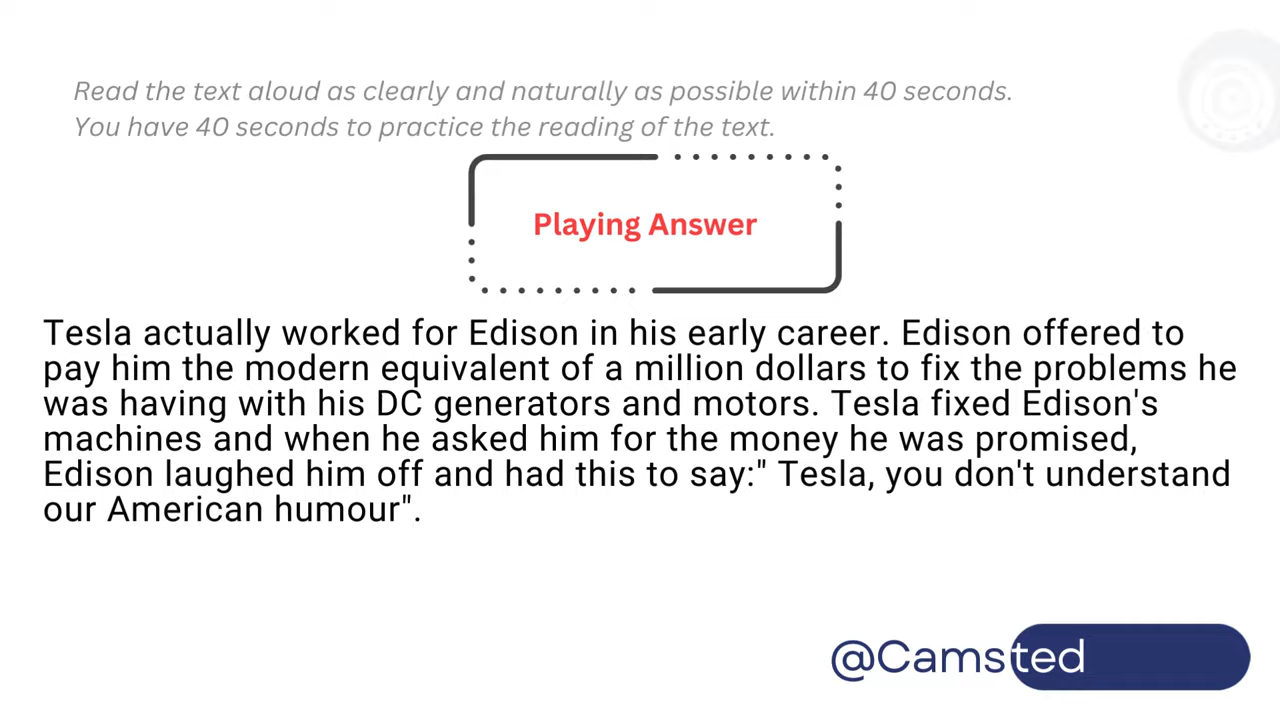 Read the text aloud as clearly and naturally as possible within 40 seconds.
You have 40 seconds to practice the reading of the text.
Playing Answer
Tesla actually worked for Edison in his early career. Edison offered to
pay him the modern equivalent of a million dollars to fix the problems he
was having with his DC generators and motors. Tesla fixed Edison's
machines and when he asked him for the money he was promised,
Edison laughed him off and had this to say:" Tesla, you don't understand
our American humour".
@Camsted